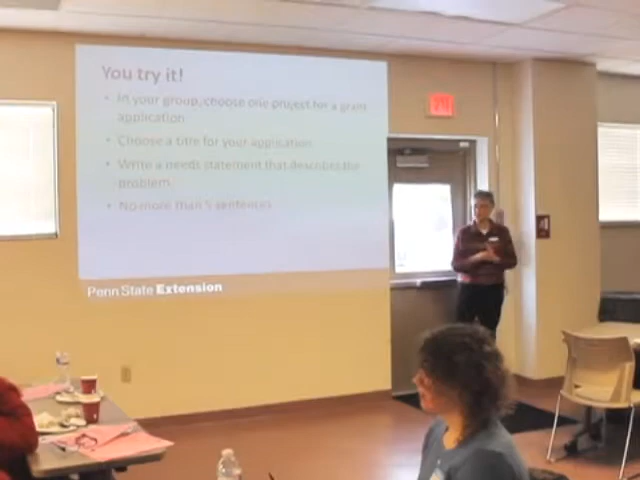 You try it!
• In your group, choose one project for a grant
application
• Choose a title for your application
• Write a needs statement that describes the
problem
• No more than 5 sentences
Penn State Extension